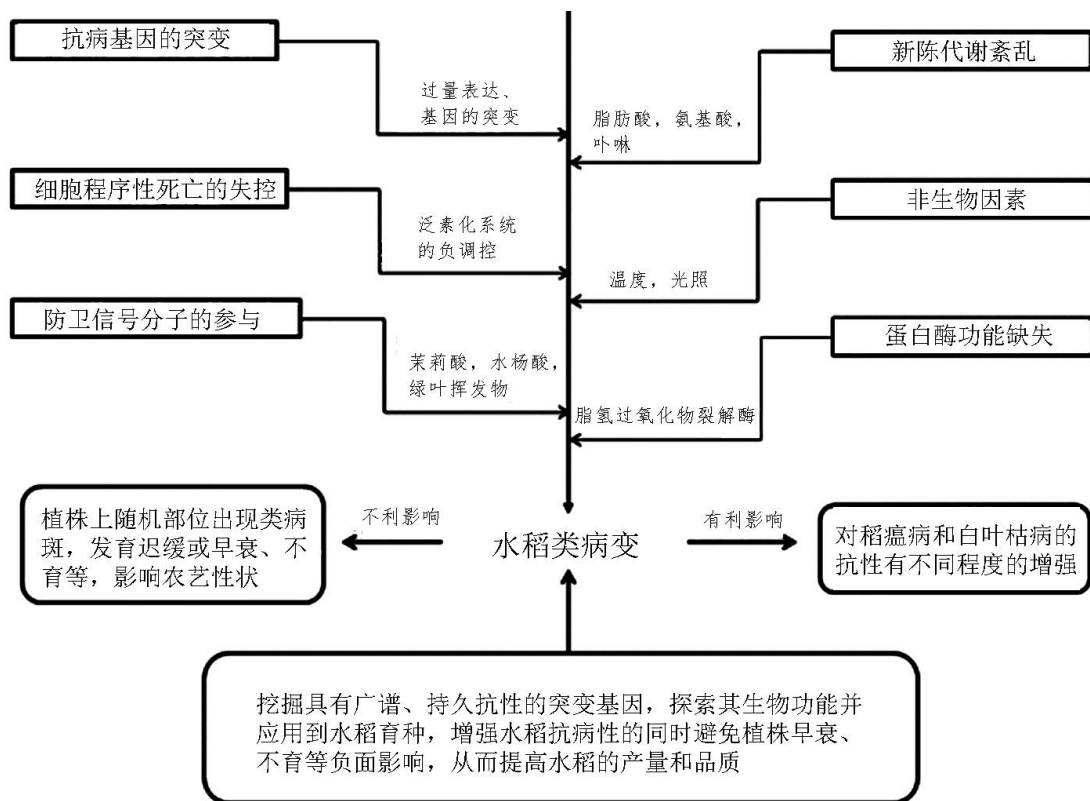 抗病基因的突变
过量表达、
基因的突变
细胞程序性死亡的失控
泛素化系统
的负调控
防卫信号分子的参与
茉莉酸，水杨酸，
绿叶挥发物
新陈代谢紊乱
脂肪酸，氨基酸，
卟啉
非生物因素
温度，光照
蛋白酶功能缺失
脂氢过氧化物裂解酶
植株上随机部位出现类病
斑，发育迟缓或早衰、不
育等，影响农艺性状
不利影响
水稻类病变
有利影响
对稻瘟病和白叶枯病的
抗性有不同程度的增强
挖掘具有广谱、持久抗性的突变基因，探索其生物功能并
应用到水稻育种，增强水稻抗病性的同时避免植株早衰、
不育等负面影响，从而提高水稻的产量和品质